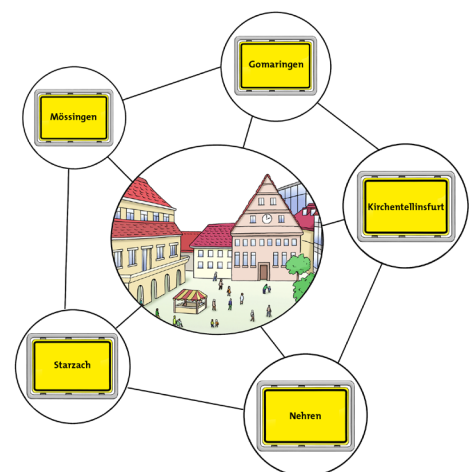 Gomaringen
Mössingen
Kirchentellinsfurt
Starzach
Nehren